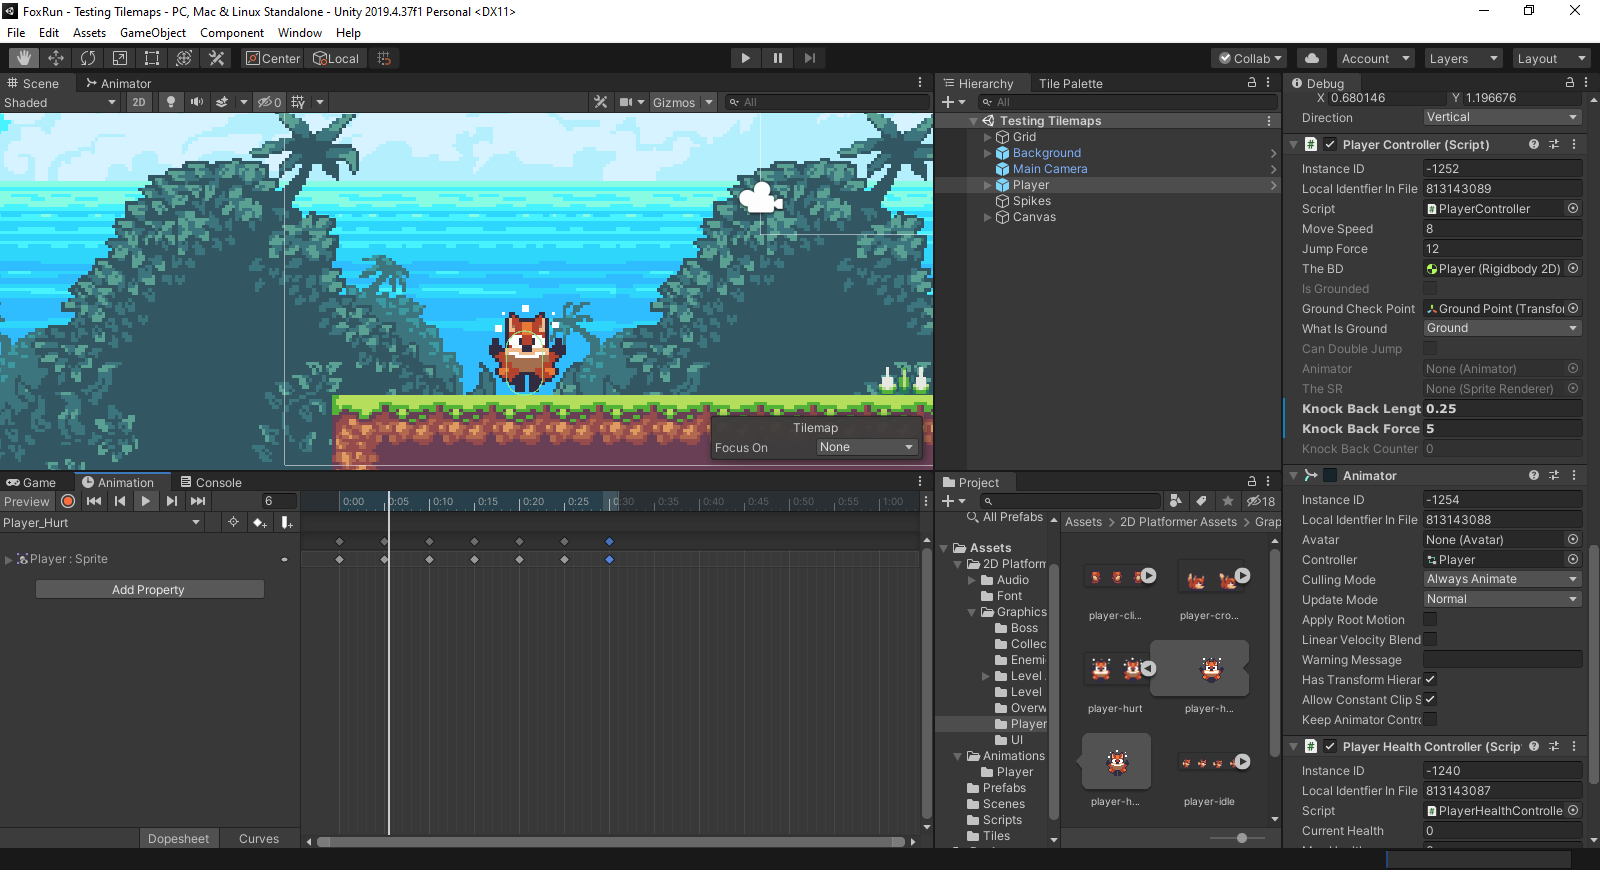 FoxRun - Testing Tilemaps - PC, Mac & Linux Standalone - Unity 2019.4.37f1 Personal <DX11>
File Edit Assets GameObject Component Window Help
Center Local Collab Account Layers Layout
Scene Animator
Shaded 2D 0 Gizmos All
Tilemap
Focus On None
Hierarchy Tile Palette
All
Testing Tilemaps
Grid
Background
Main Camera
Player
Spikes
Canvas
Game Animation Console
Preview 6
0:00 0:05 0:10 0:15 0:20 0:25 0:30 0:35 0:40 0:45 0:50 0:55 1:00
Player_Hurt
Player : Sprite
Add Property
Dopesheet Curves
Project
18
All Prefabs
Assets
2D Platform
Audio
Font
Graphics
Boss
Collec
Enemi
Level
Level
Overw
Player
UI
Animations
Player
Prefabs
Scenes
Scripts
Tiles
Assets > 2D Platformer Assets > Grap
player-cli...
player-cro...
player-hurt
player-h...
player-h...
player-idle
Debug
X 0.680146 Y 1.196676
Direction Vertical
Player Controller (Script)
Instance ID -1252
Local Identfier In File 813143089
Script PlayerController
Move Speed 8
Jump Force 12
The BD Player (Rigidbody 2D)
Is Grounded
Ground Check Point Ground Point (Transfor
What Is Ground Ground
Can Double Jump
Animator None (Animator)
The SR None (Sprite Renderer)
Knock Back Lengt 0.25
Knock Back Force 5
Knock Back Counter 0
Animator
Instance ID -1254
Local Identfier In File 813143088
Avatar None (Avatar)
Controller Player
Culling Mode Always Animate
Update Mode Normal
Apply Root Motion
Linear Velocity Blend
Warning Message
Has Transform Hierar
Allow Constant Clip S
Keep Animator Contro
Player Health Controller (Scrip
Instance ID -1240
Local Identfier In File 813143087
Script PlayerHealthControlle
Current Health 0